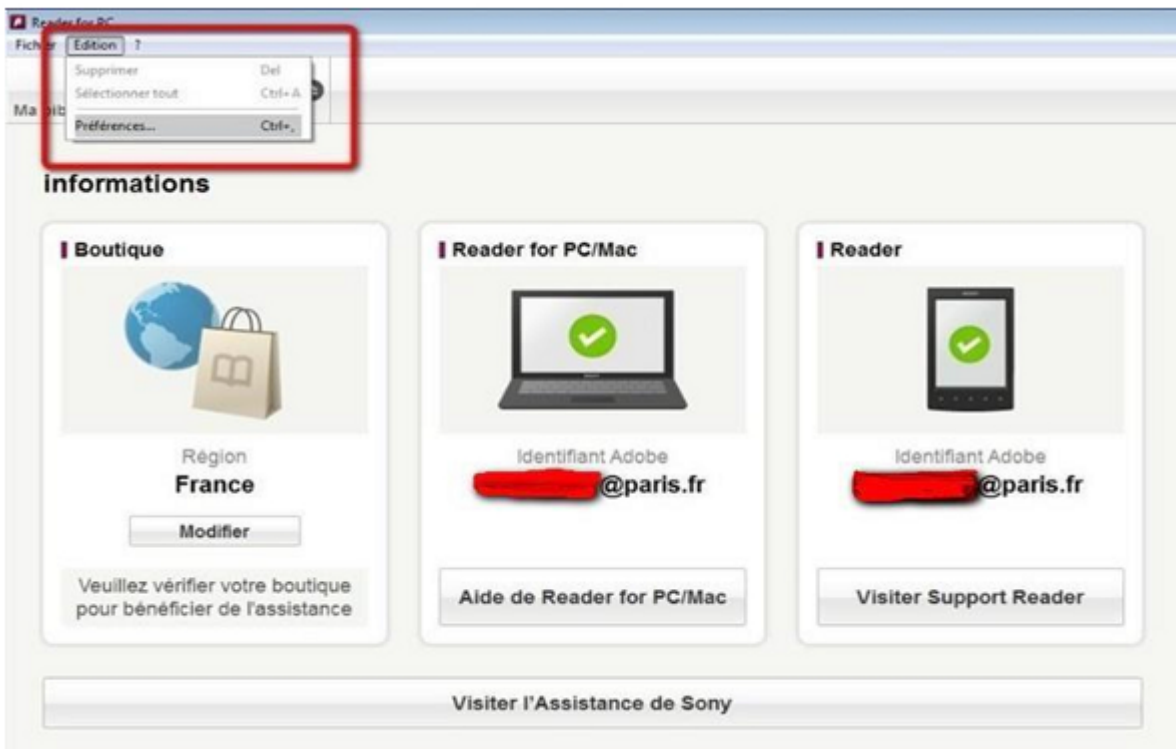 Reader for PC
Fichier Edition ?
Supprimer Del
Sélectionner tout Ctrl+A
Ma bib
Préférences... Ctrl+,
informations
Boutique
Région
France
Modifier
Veuillez vérifier votre boutique
pour bénéficier de l'assistance
Reader for PC/Mac
Identifiant Adobe
@paris.fr
Aide de Reader for PC/Mac
Reader
Identifiant Adobe
@paris.fr
Visiter Support Reader
Visiter l'Assistance de Sony